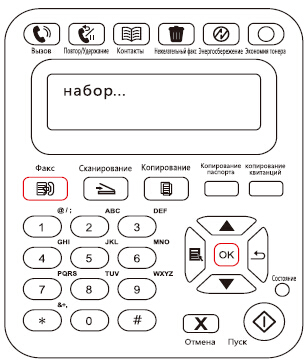 Вызов Повтор/Удержание Контакты Нежелательный факс Энергосбережение Экономия тонера
набор...
Факс Сканирование Копирование Копирование паспорта копирование квитанций
@ / : ABC DEF
1 2 3
GHI JKL MNO
4 5 6 OK
PQRS TUV WXYZ
7 8 9 Состояние
&+,
* 0 # X
Отмена Пуск